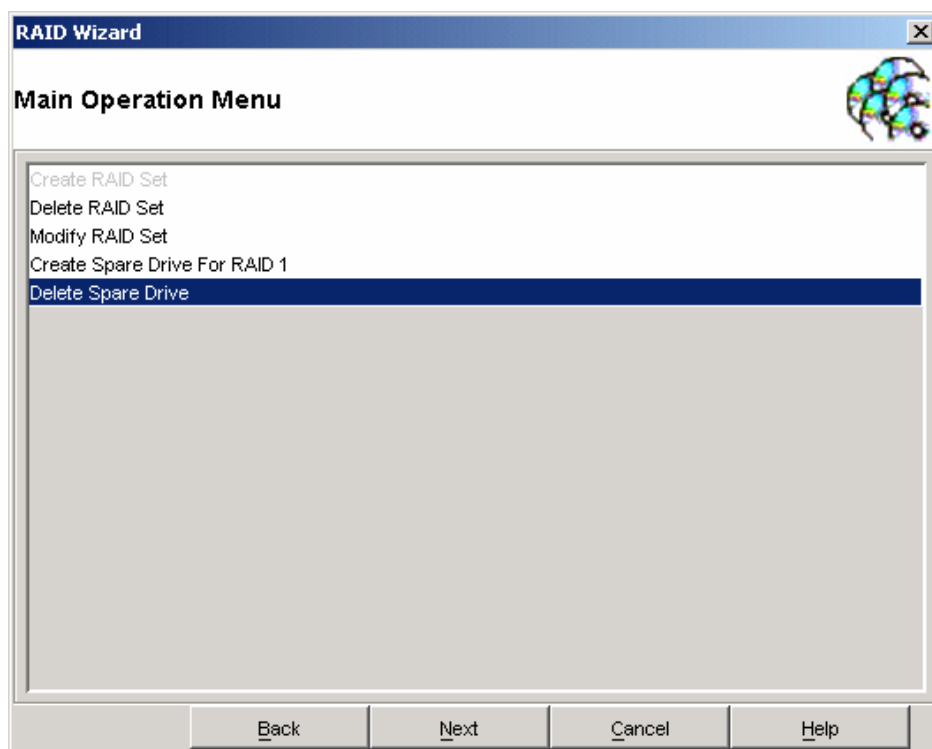 RAID Wizard
Main Operation Menu
Create RAID Set
Delete RAID Set
Modify RAID Set
Create Spare Drive For RAID 1
Delete Spare Drive
Back Next Cancel Help